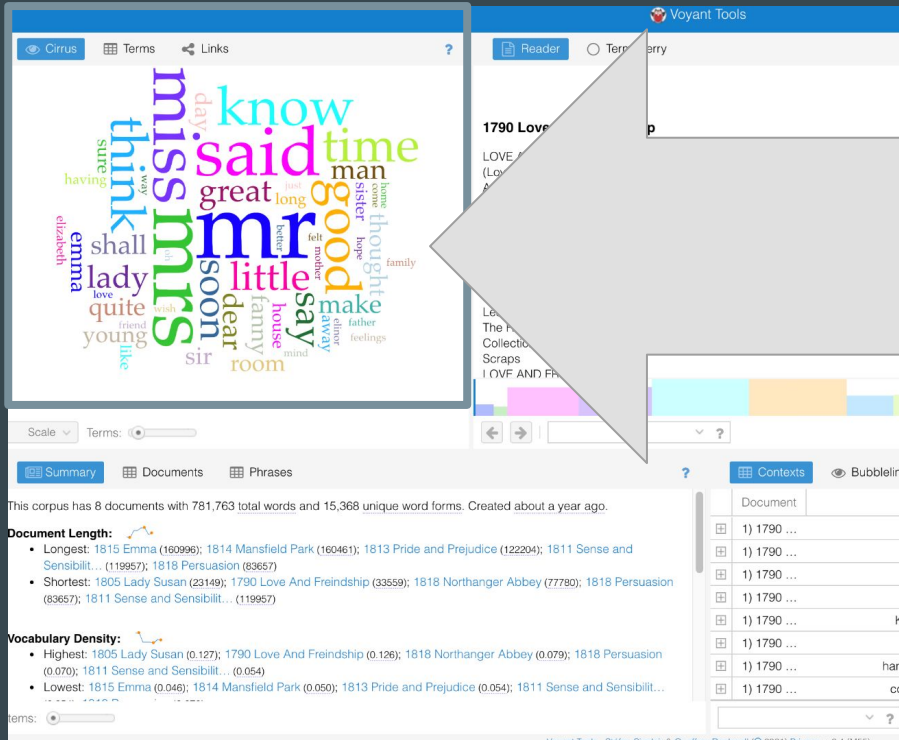 Voyant Tools
Cirrus Terms Links ?
Reader
miss
day
know
said
time
think
sure
way
having
man
great
just
long
good
sister
come
home
mr
mrs
better
felt
mother
hope
thought
family
elizabeth
emma
shall
oh
lady
love
quite
wish
friend
young
like
soon
little
dear
fanny
house
say
away
make
father
elinor
feelings
mind
sir
room
1790 Love
LOVE
The
Scraps
LOVE AND
Scale Terms:
?
Summary Documents Phrases ?
This corpus has 8 documents with 781,763 total words and 15,368 unique word forms. Created about a year ago.
Document Length:
• Longest: 1815 Emma (160996); 1814 Mansfield Park (160461); 1813 Pride and Prejudice (122204); 1811 Sense and
Sensibilit… (119957); 1818 Persuasion (83657)
• Shortest: 1805 Lady Susan (23149); 1790 Love And Freindship (33559); 1818 Northanger Abbey (77780); 1818 Persuasion
(83657); 1811 Sense and Sensibilit… (119957)
Vocabulary Density:
• Highest: 1805 Lady Susan (0.127); 1790 Love And Freindship (0.126); 1818 Northanger Abbey (0.079); 1818 Persuasion
(0.070); 1811 Sense and Sensibilit… (0.054)
• Lowest: 1815 Emma (0.046); 1814 Mansfield Park (0.050); 1813 Pride and Prejudice (0.054); 1811 Sense and Sensibilit…
Contexts
Document
1) 1790 ...
1) 1790 ...
1) 1790 ...
1) 1790 ...
1) 1790 ...
1) 1790 ...
1) 1790 ...
1) 1790 ...
?